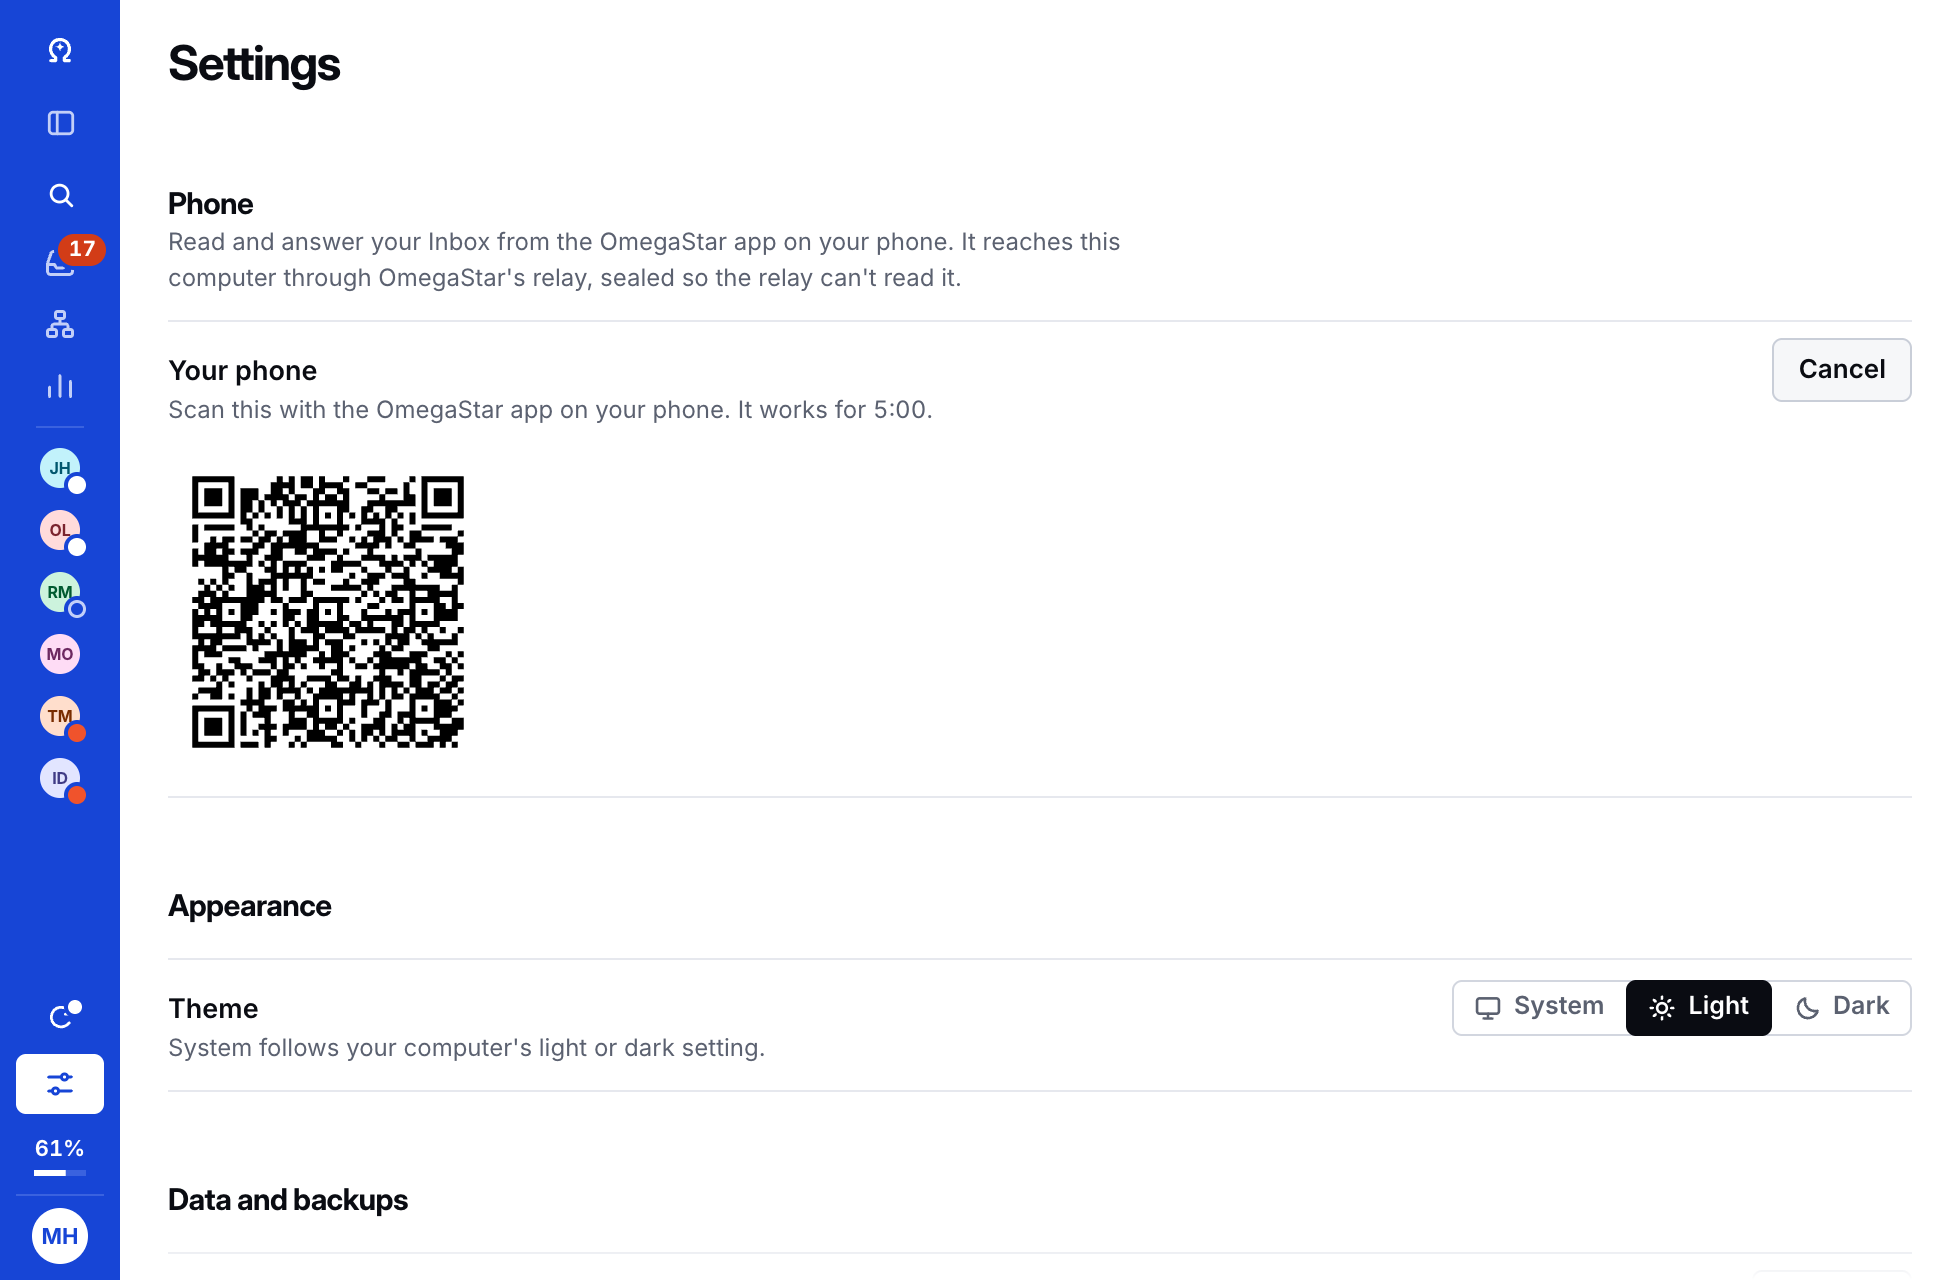 Settings
17
Phone
Read and answer your Inbox from the OmegaStar app on your phone. It reaches this
computer through OmegaStar's relay, sealed so the relay can't read it.
Your phone
Cancel
Scan this with the OmegaStar app on your phone. It works for 5:00.
JH
OL
RM
MO
TM
ID
Appearance
Theme
System
Light
Dark
System follows your computer's light or dark setting.
61%
Data and backups
MH